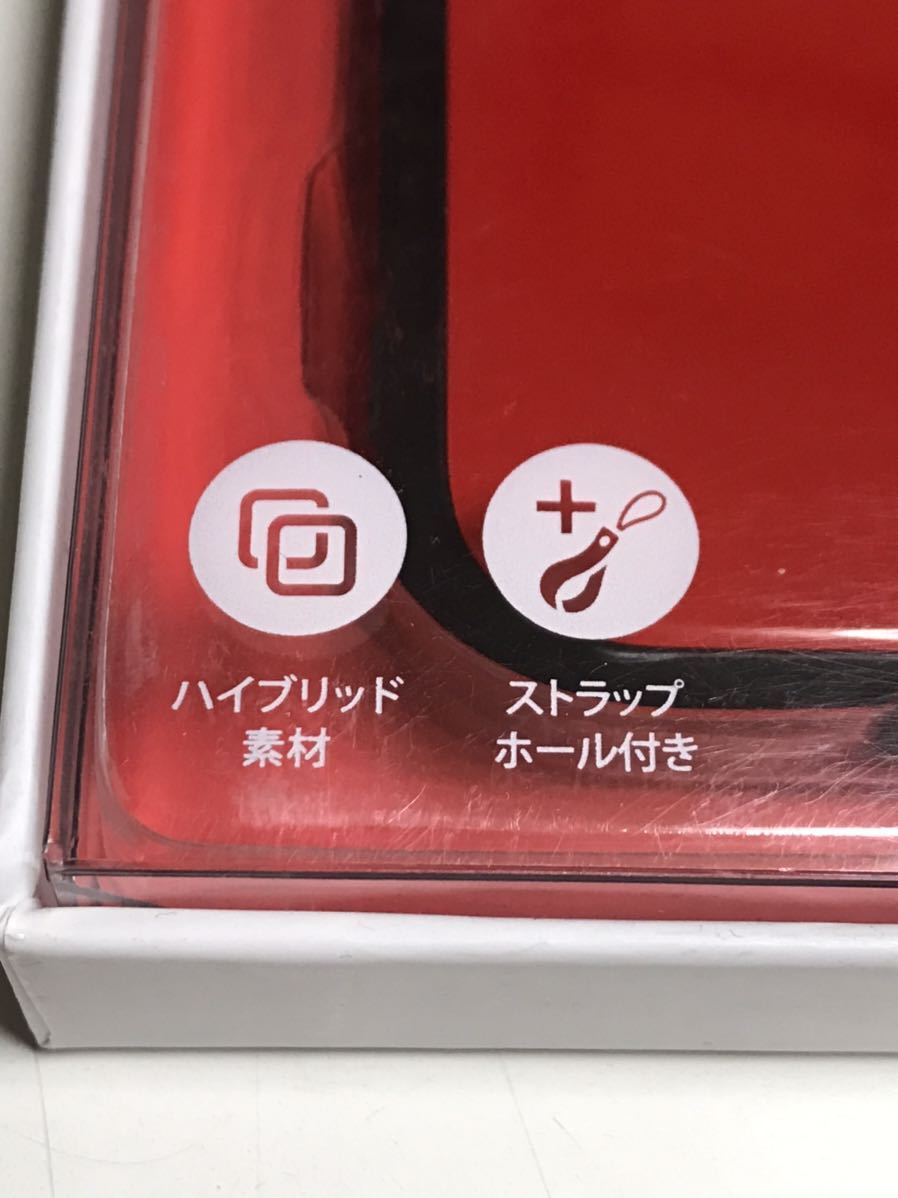 ハイブリッド
素材
ストラップ
ホール付き